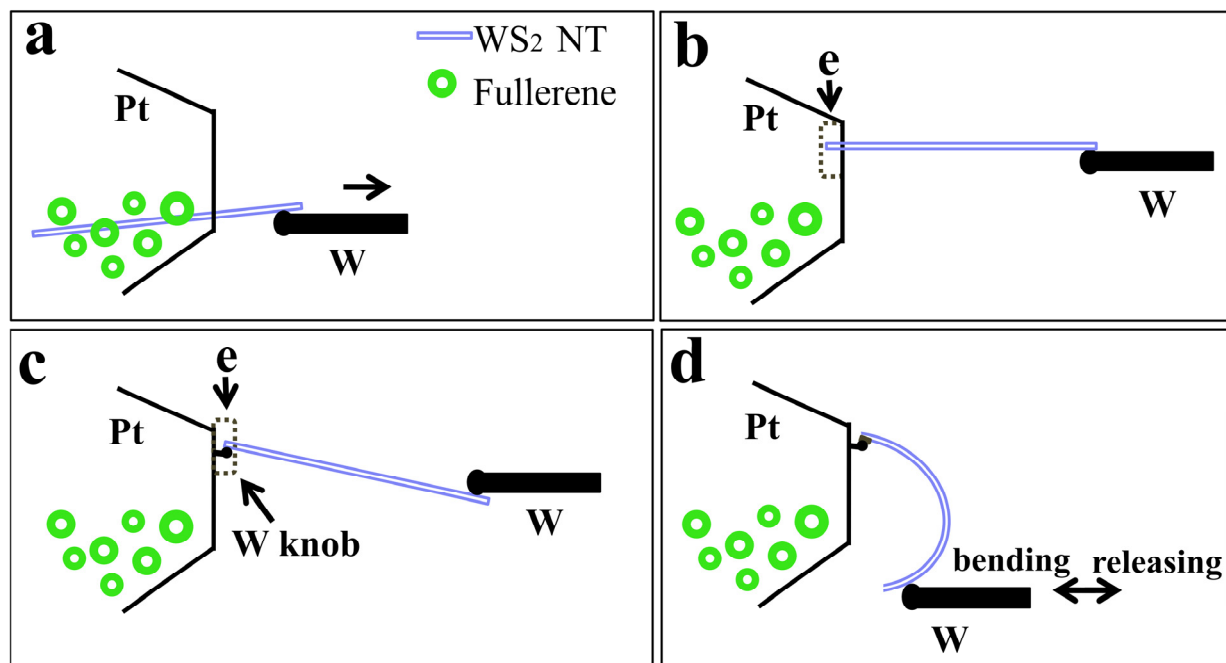 a
WS₂ NT
Fullerene
Pt
W
b
e
Pt
W
c
e
Pt
W
W knob
d
Pt
bending
releasing
W